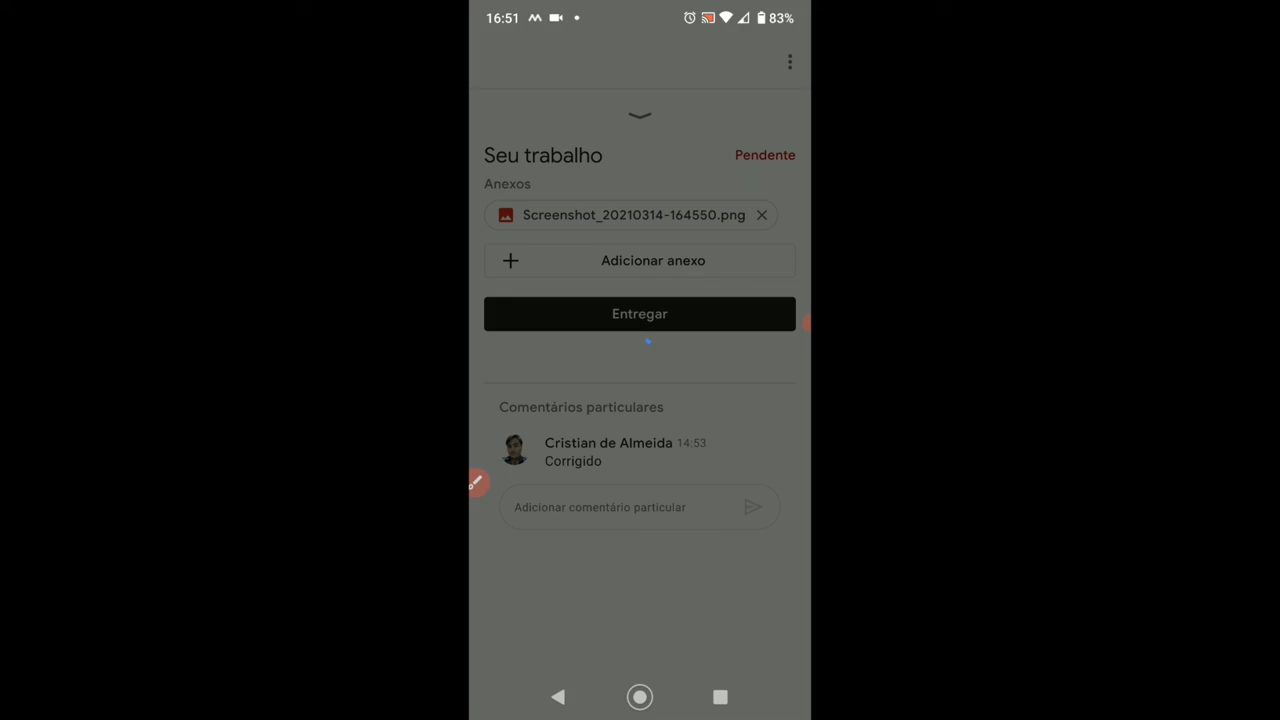 16:51 83%
Seu trabalho Pendente
Anexos
Screenshot_20210314-164550.png
Adicionar anexo
Entregar
Comentários particulares
Cristian de Almeida 14:53
Corrigido
Adicionar comentário particular